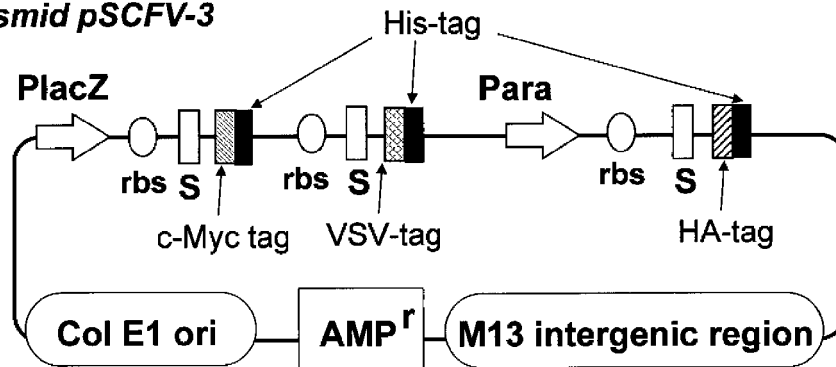 smid pSCFV-3
His-tag
PlacZ
Para
rbs S rbs S rbs S
c-Myc tag VSV-tag HA-tag
Col E1 ori AMPr M13 intergenic region